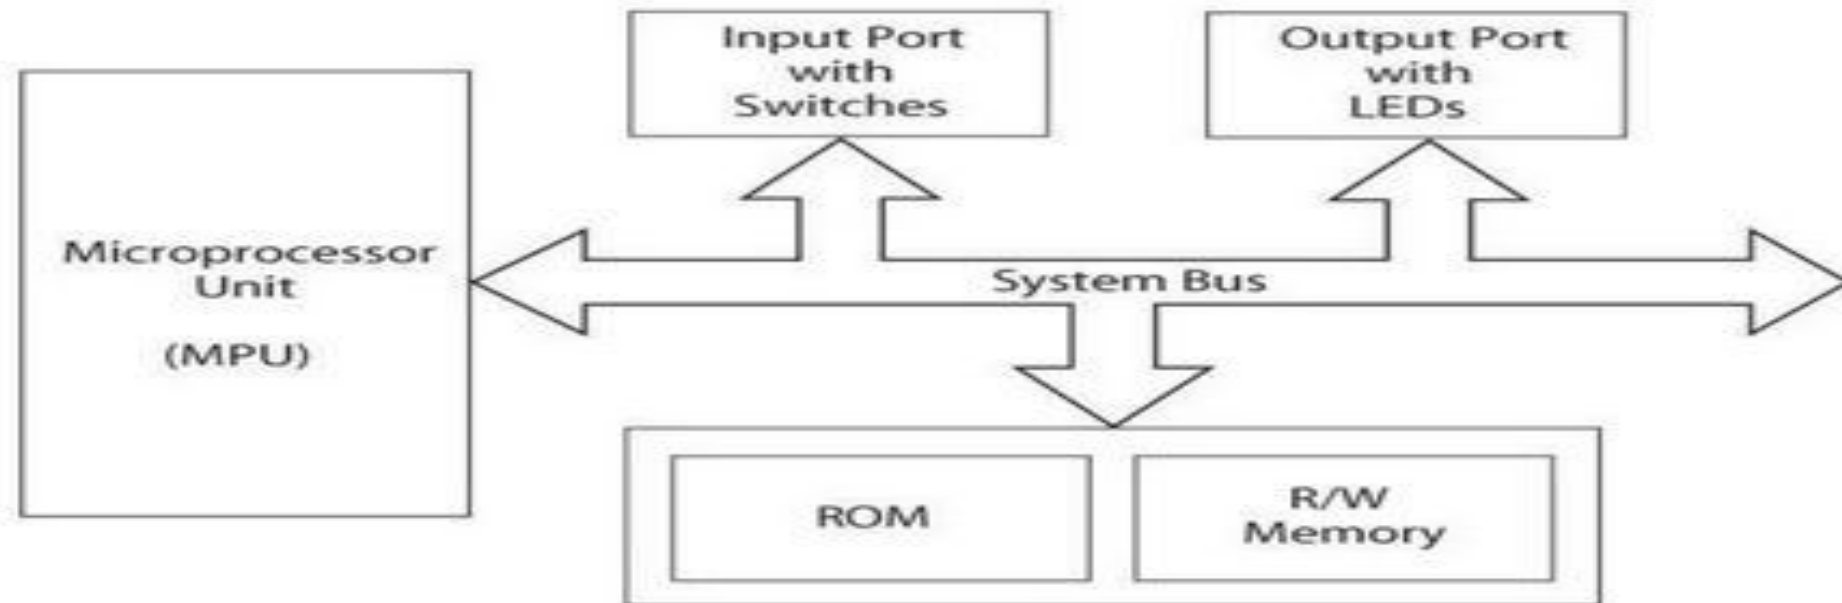 Input Port
with
Switches
Output Port
with
LEDs
Microprocessor
Unit
(MPU)
System Bus
ROM
R/W
Memory